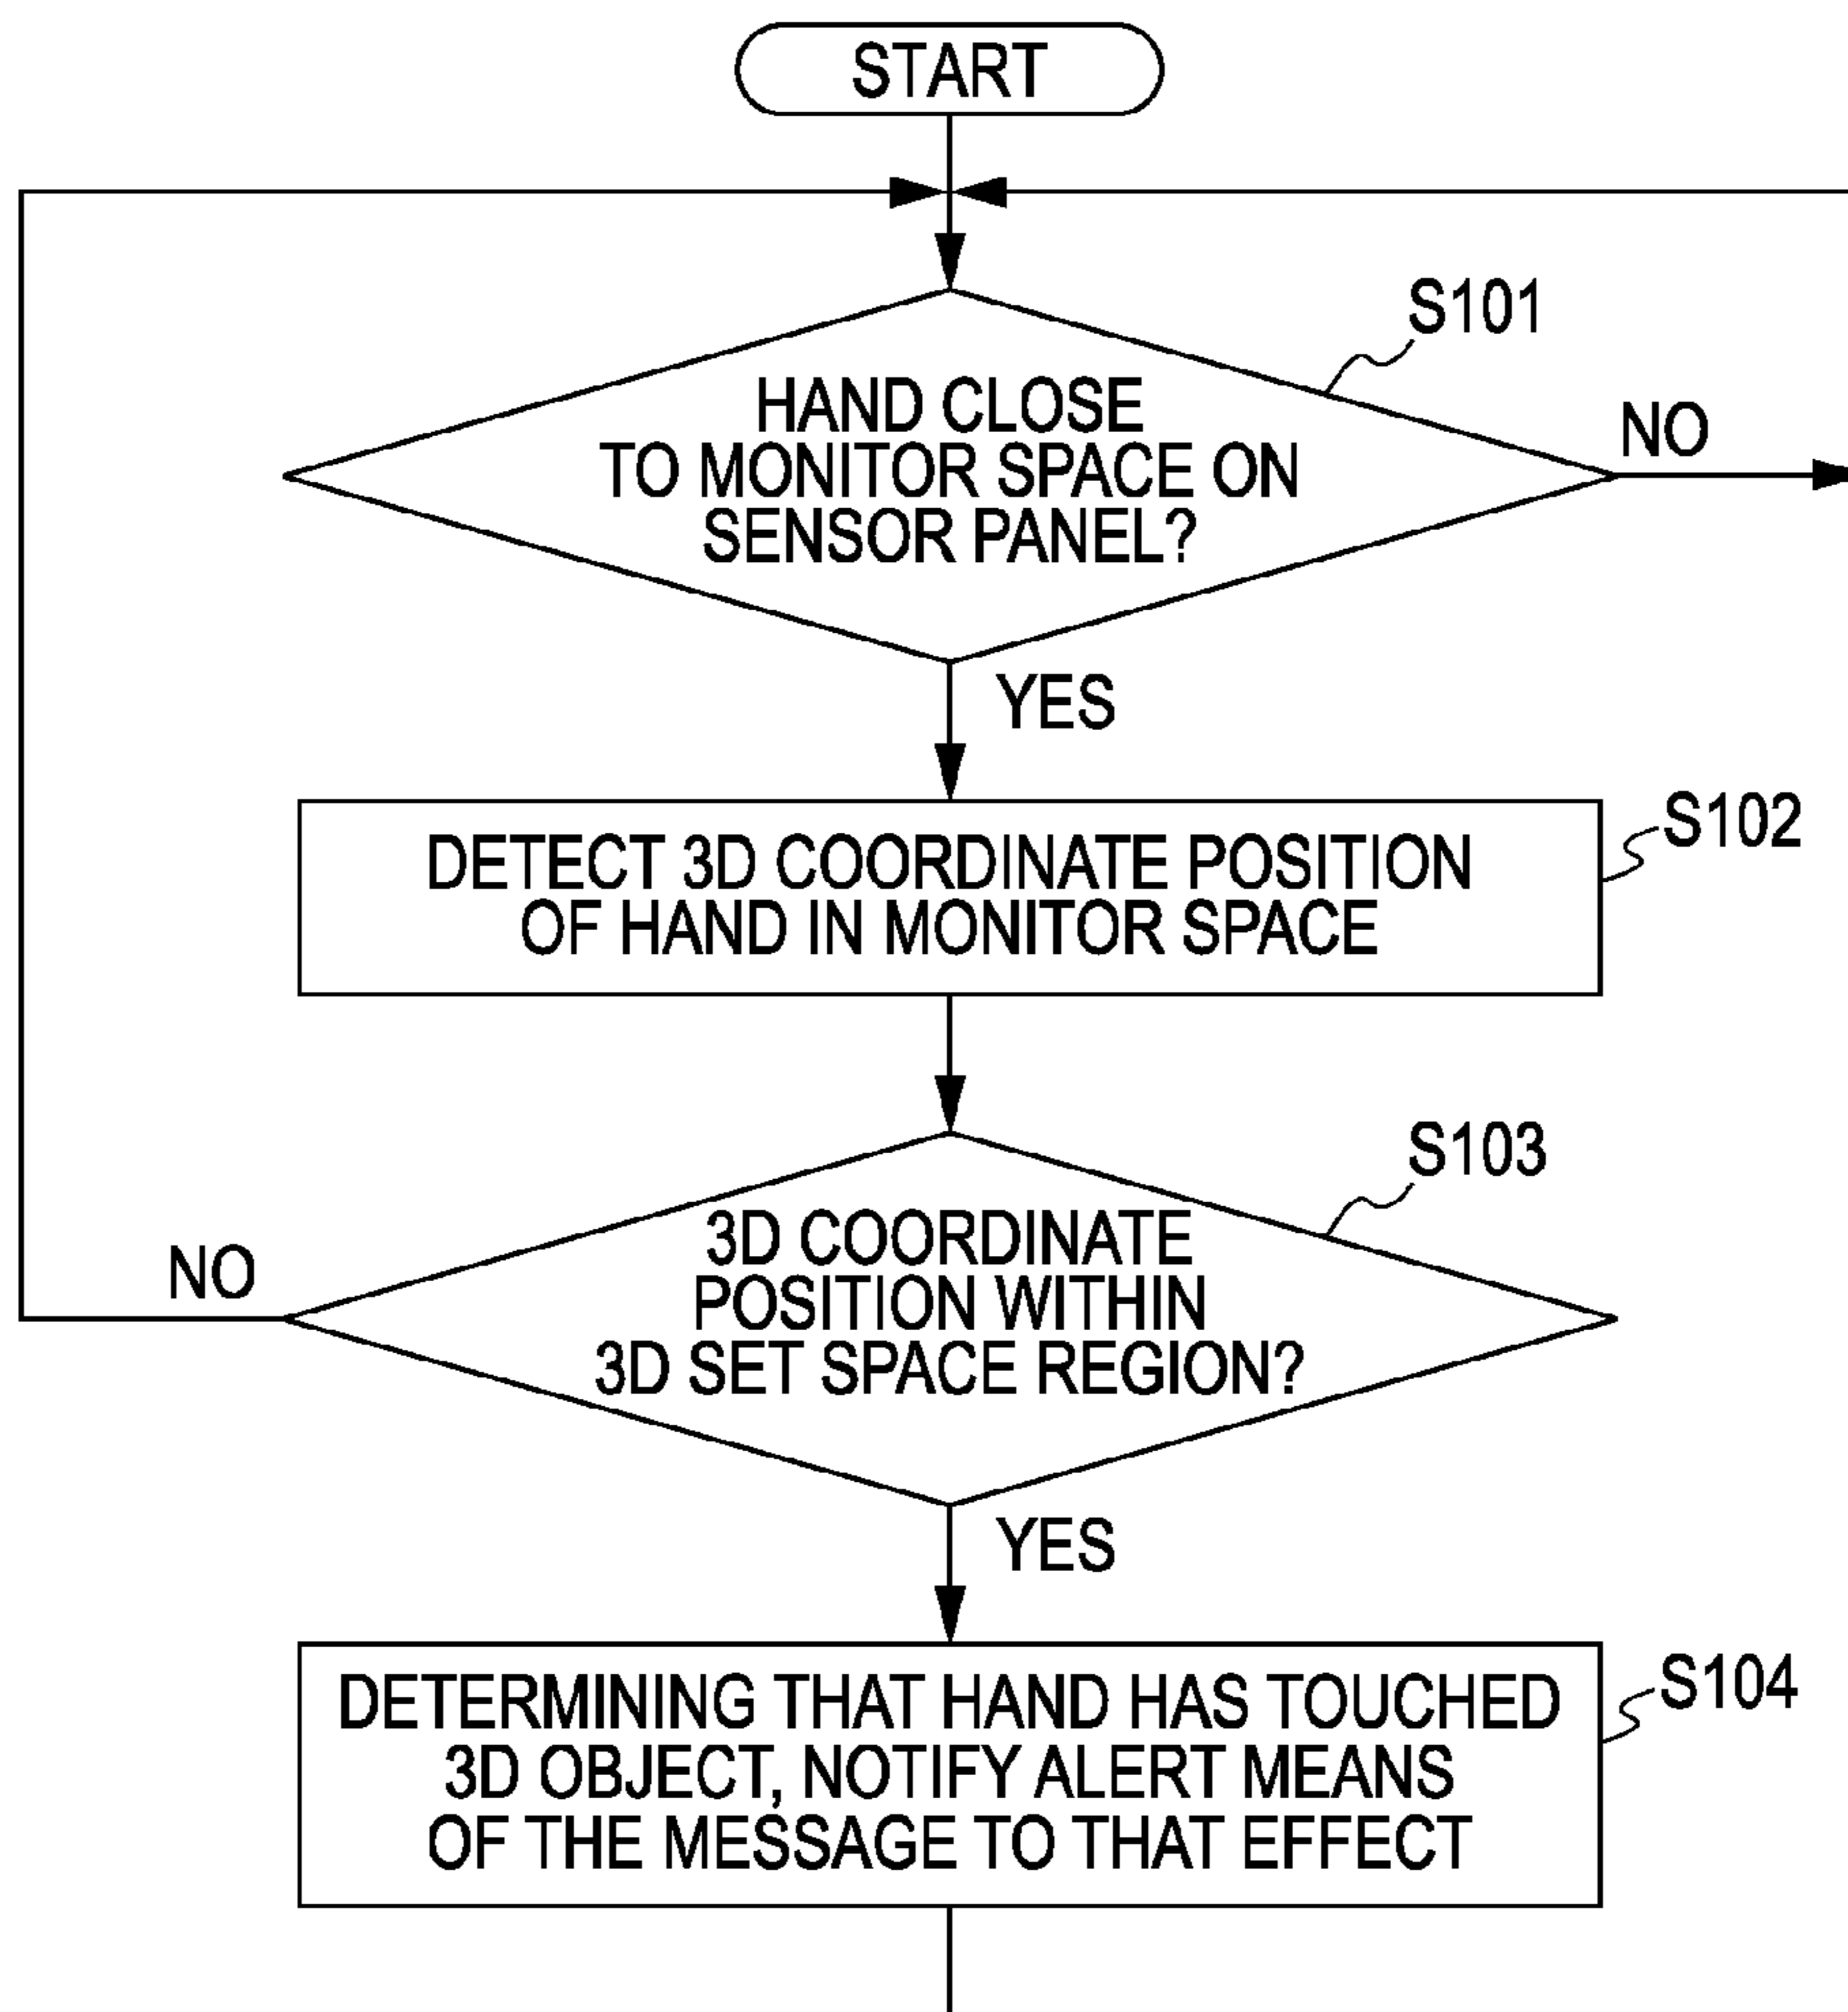 START
S101
HAND CLOSE
TO MONITOR SPACE ON
SENSOR PANEL?
NO
YES
S102
DETECT 3D COORDINATE POSITION
OF HAND IN MONITOR SPACE
S103
3D COORDINATE
POSITION WITHIN
3D SET SPACE REGION?
NO
YES
S104
DETERMINING THAT HAND HAS TOUCHED
3D OBJECT, NOTIFY ALERT MEANS
OF THE MESSAGE TO THAT EFFECT